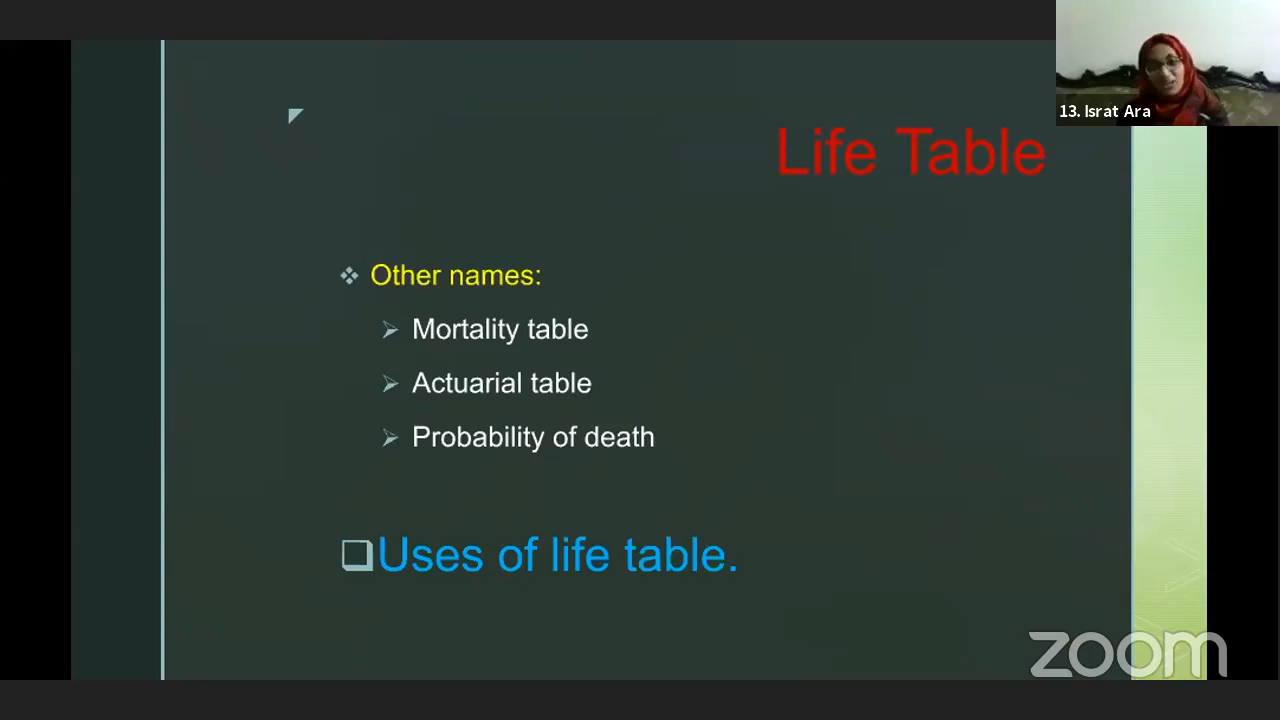 13. Israt Ara
Life Table
Other names:
Mortality table
Actuarial table
Probability of death
Uses of life table.
zoom